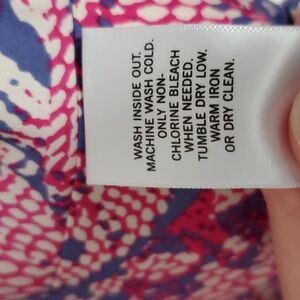 WASH INSIDE OUT.
MACHINE WASH COLD.
ONLY NON-
CHLORINE BLEACH
WHEN NEEDED.
TUMBLE DRY LOW.
WARM IRON
OR DRY CLEAN.